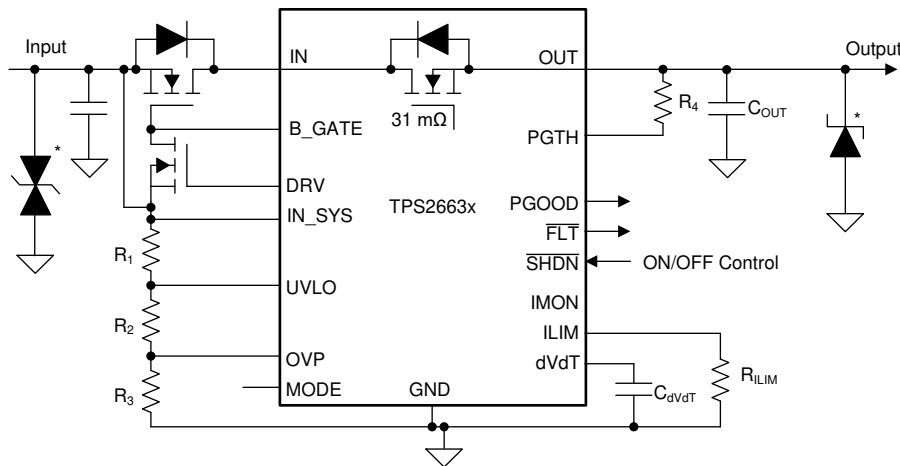 Input
Output
IN
OUT
31 mΩ
R4
COUT
*
*
B_GATE
PGTH
DRV
TPS2663x
PGOOD
IN_SYS
FLT
R1
SHDN
ON/OFF Control
UVLO
IMON
R2
ILIM
OVP
dVdT
RILIM
R3
MODE
GND
CdVdT